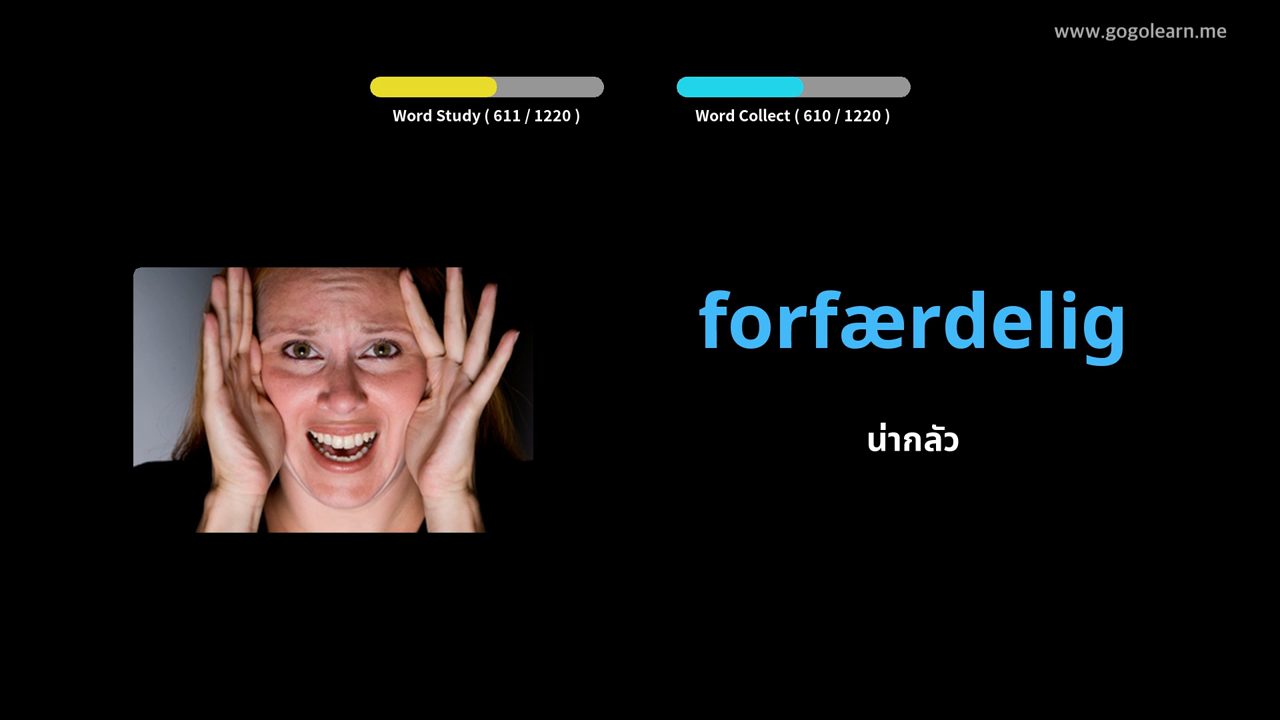 www.gogolearn.me
Word Study ( 611 / 1220 )
Word Collect ( 610 / 1220 )
forfærdelig
น่ากลัว